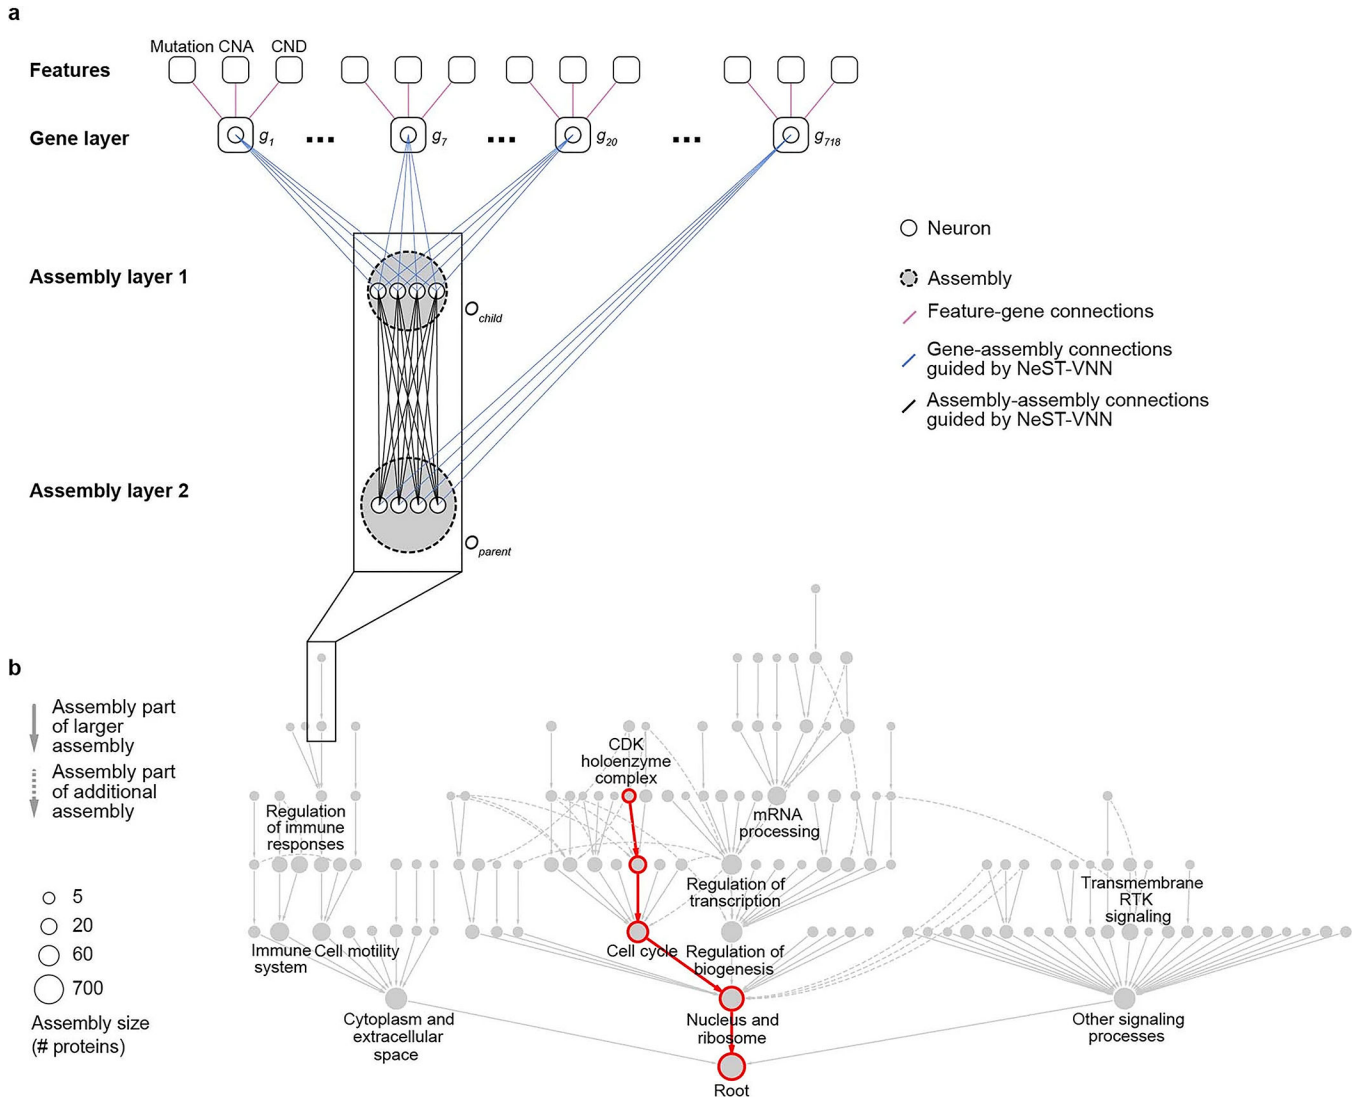 a
Mutation CNA CND
Features
Gene layer
g1 ... g7 ... g20 ... g718
Assembly layer 1
Ochild
Assembly layer 2
Oparent
Neuron
Assembly
Feature-gene connections
Gene-assembly connections
guided by NeST-VNN
Assembly-assembly connections
guided by NeST-VNN
b
Assembly part
of larger
assembly
Assembly part
of additional
assembly
5
20
60
700
Assembly size
(# proteins)
Regulation
of immune
responses
Immune
system
Cell motility
Cytoplasm and
extracellular
space
CDK
holoenzyme
complex
Cell cycle
mRNA
processing
Regulation of
transcription
Regulation of
biogenesis
Nucleus and
ribosome
Root
Transmembrane
RTK
signaling
Other signaling
processes